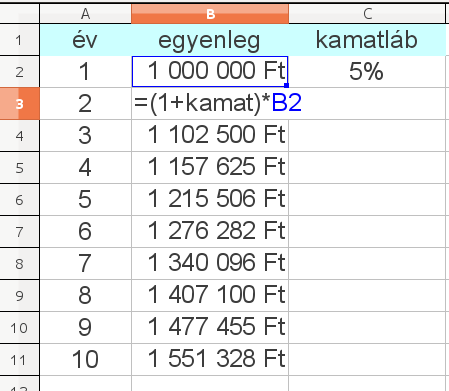 A B C
1 év egyenleg kamatláb
2 1 1 000 000 Ft 5%
3 2 =(1+kamat)*B2
4 3 1 102 500 Ft
5 4 1 157 625 Ft
6 5 1 215 506 Ft
7 6 1 276 282 Ft
8 7 1 340 096 Ft
9 8 1 407 100 Ft
10 9 1 477 455 Ft
11 10 1 551 328 Ft